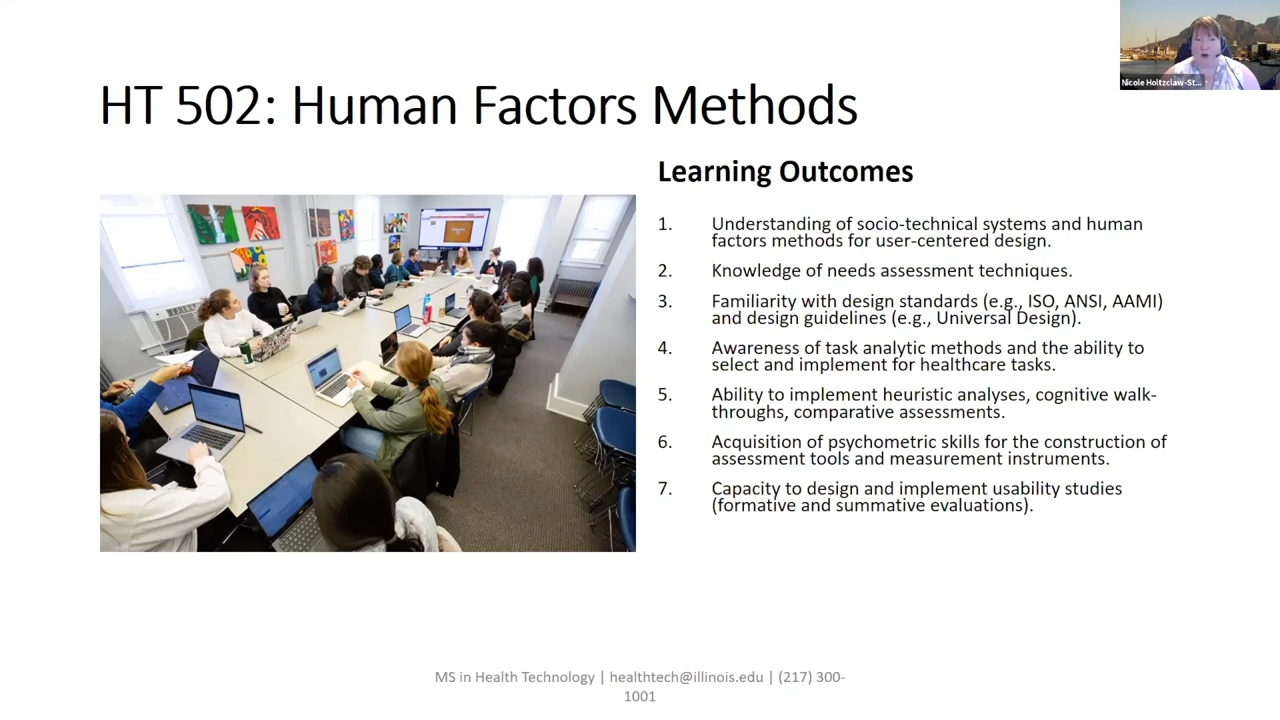 Nicole Holtzclaw-St...
HT 502: Human Factors Methods
Learning Outcomes
1. Understanding of socio-technical systems and human
factors methods for user-centered design.
2. Knowledge of needs assessment techniques.
3. Familiarity with design standards (e.g., ISO, ANSI, AAMI)
and design guidelines (e.g., Universal Design).
4. Awareness of task analytic methods and the ability to
select and implement for healthcare tasks.
5. Ability to implement heuristic analyses, cognitive walk-
throughs, comparative assessments.
6. Acquisition of psychometric skills for the construction of
assessment tools and measurement instruments.
7. Capacity to design and implement usability studies
(formative and summative evaluations).
MS in Health Technology | healthtech@illinois.edu | (217) 300-
1001